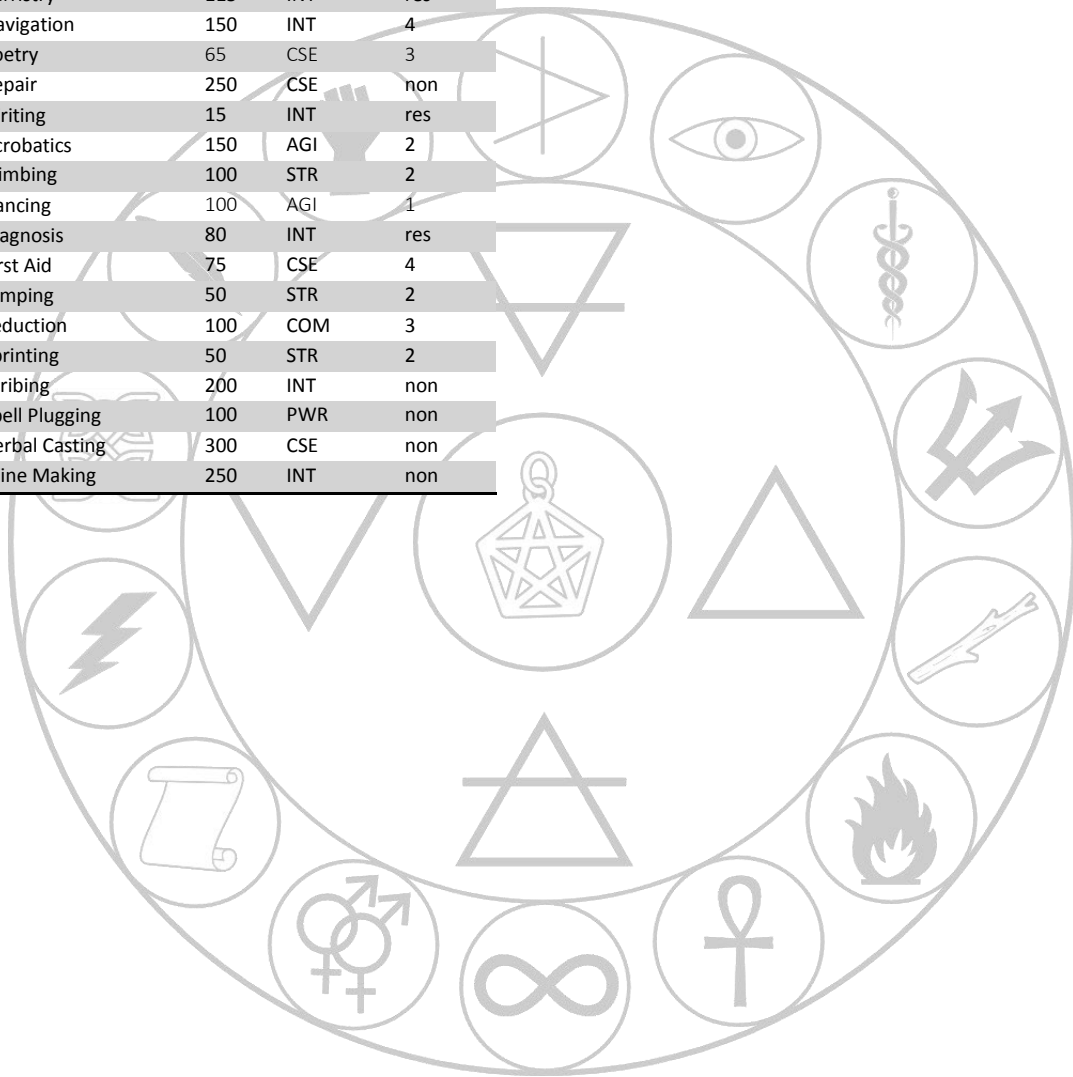 avigation 150 INT 4
oetry 65 CSE 3
epair 250 CSE non
riting 15 INT res
crobatics 150 AGI 2
imbing 100 STR 2
ancing 100 AGI 1
agnosis 80 INT res
rst Aid 75 CSE 4
mping 50 STR 2
eduction 100 COM 3
printing 50 STR 2
ribing 200 INT non
pell Plugging 100 PWR non
erbal Casting 300 CSE non
ine Making 250 INT non